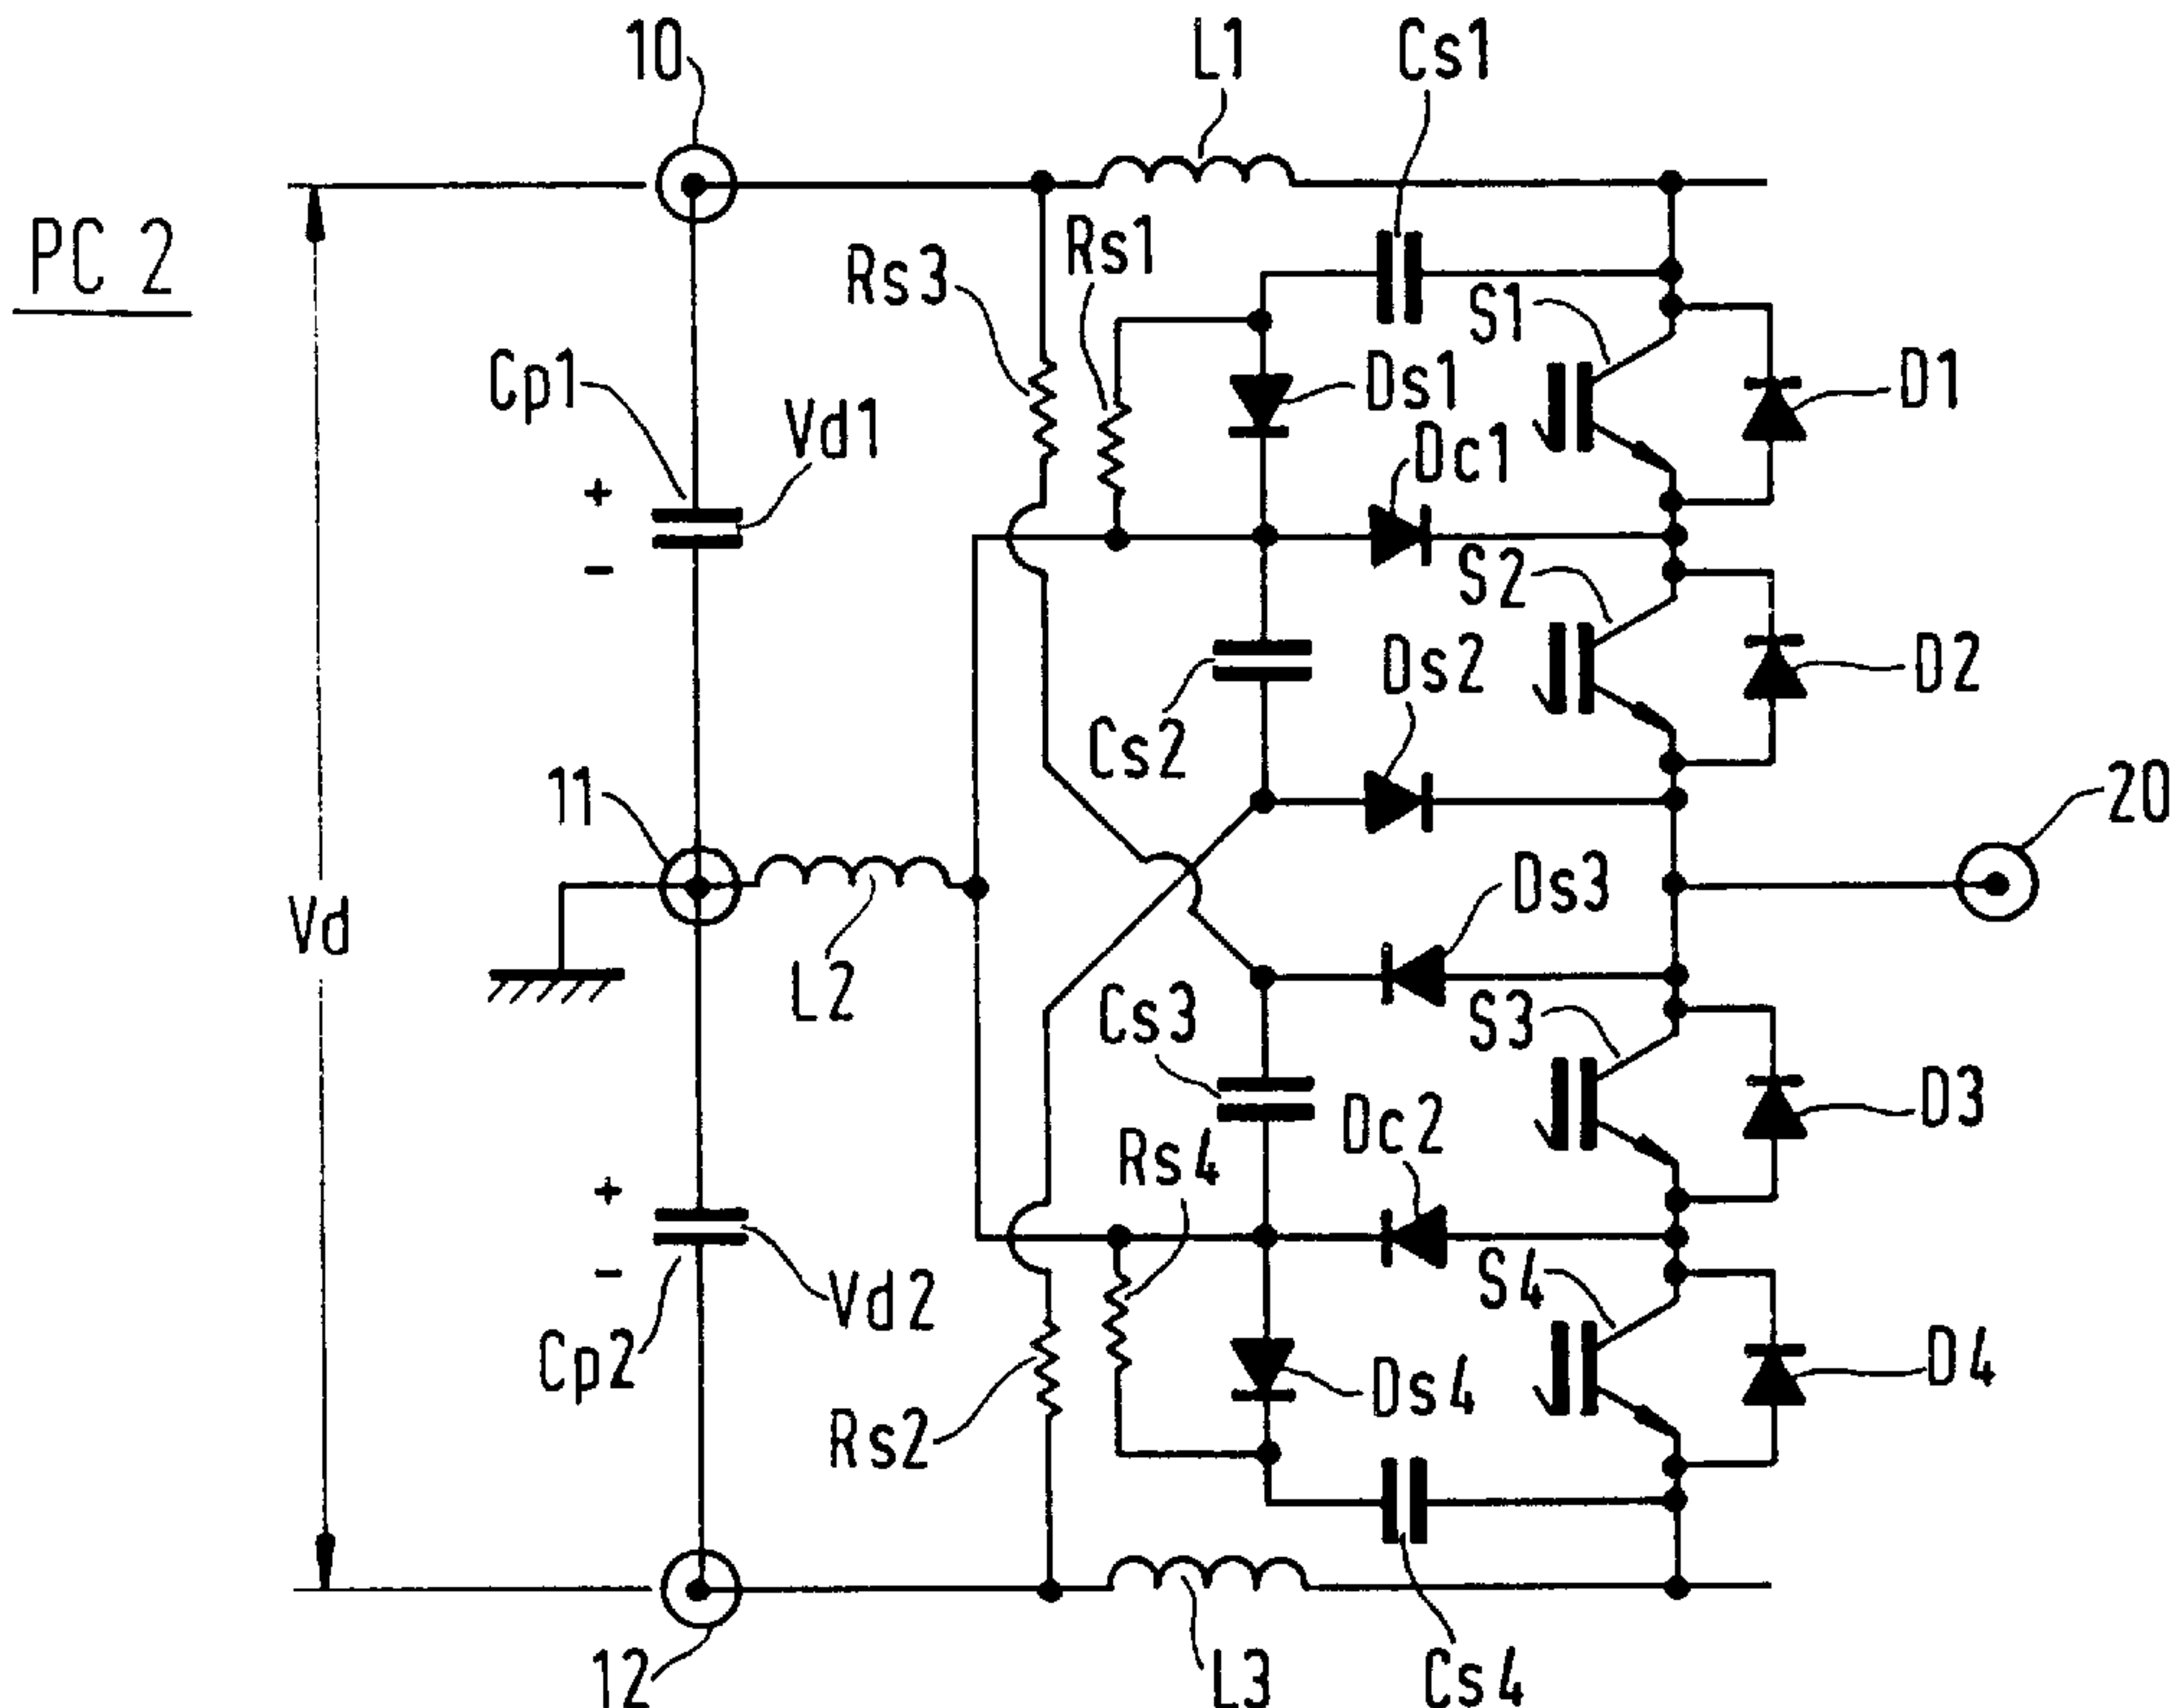 10
L1
Cs1
PC 2
Rs3
Rs1
S1
Cp1
Vd1
Ds1
D1
Dc1
+
-
S2
Ds2
D2
Cs2
11
20
Vd
L2
Ds3
Cs3
S3
D3
Dc2
Rs4
+
-
Vd2
S4
Cp2
Ds4
D4
Rs2
12
L3
Cs4